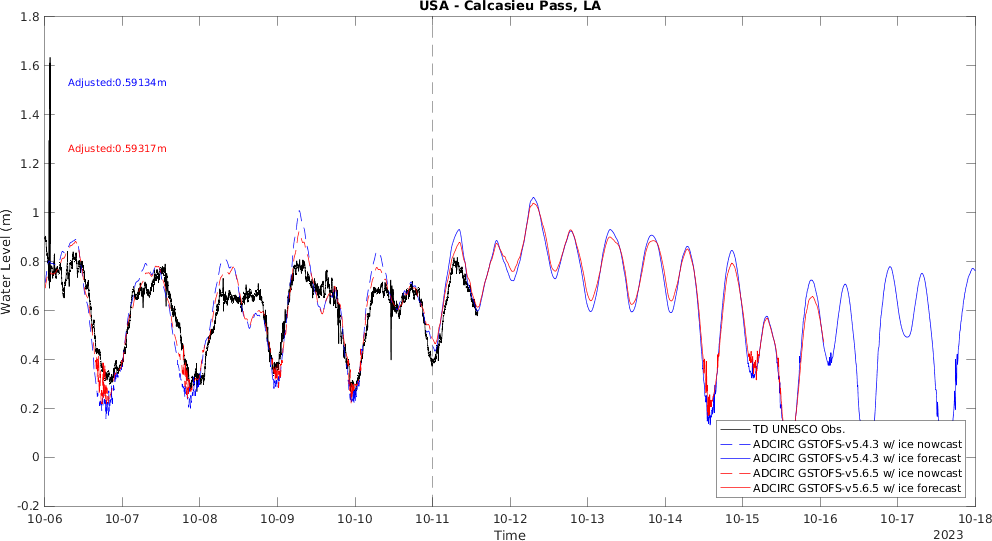 USA - Calcasieu Pass, LA
1.8
1.6
1.4
1.2
1
0.8
0.6
0.4
0.2
0
-0.2
Water Level (m)
Adjusted:0.59134m
Adjusted:0.59317m
TD UNESCO Obs.
ADCIRC GSTOFS-v5.4.3 w/ ice nowcast
ADCIRC GSTOFS-v5.4.3 w/ ice forecast
ADCIRC GSTOFS-v5.6.5 w/ ice nowcast
ADCIRC GSTOFS-v5.6.5 w/ ice forecast
10-06 10-07 10-08 10-09 10-10 10-11 10-12 10-13 10-14 10-15 10-16 10-17 10-18
Time
2023